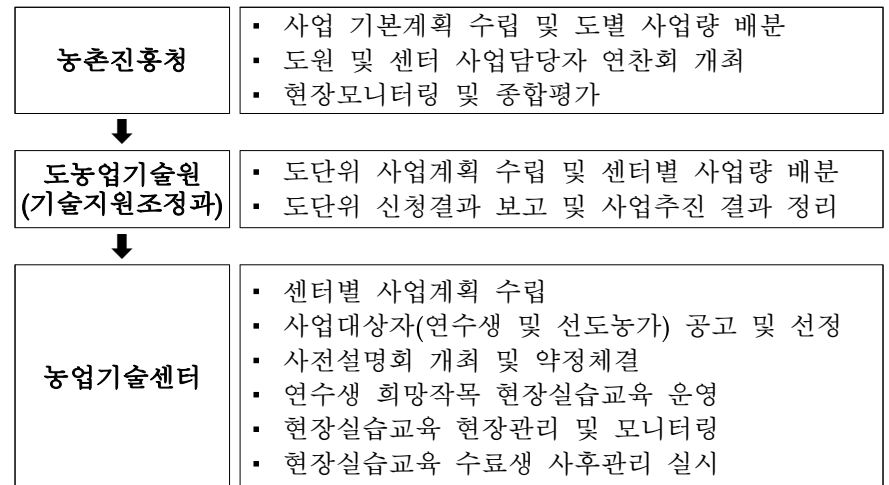 농촌진흥청
▪ 사업 기본계획 수립 및 도별 사업량 배분
▪ 도원 및 센터 사업담당자 연찬회 개최
▪ 현장모니터링 및 종합평가
도농업기술원
(기술지원조정과)
▪ 도단위 사업계획 수립 및 센터별 사업량 배분
▪ 도단위 신청결과 보고 및 사업추진 결과 정리
농업기술센터
▪ 센터별 사업계획 수립
▪ 사업대상자(연수생 및 선도농가) 공고 및 선정
▪ 사전설명회 개최 및 약정체결
▪ 연수생 희망작목 현장실습교육 운영
▪ 현장실습교육 현장관리 및 모니터링
▪ 현장실습교육 수료생 사후관리 실시